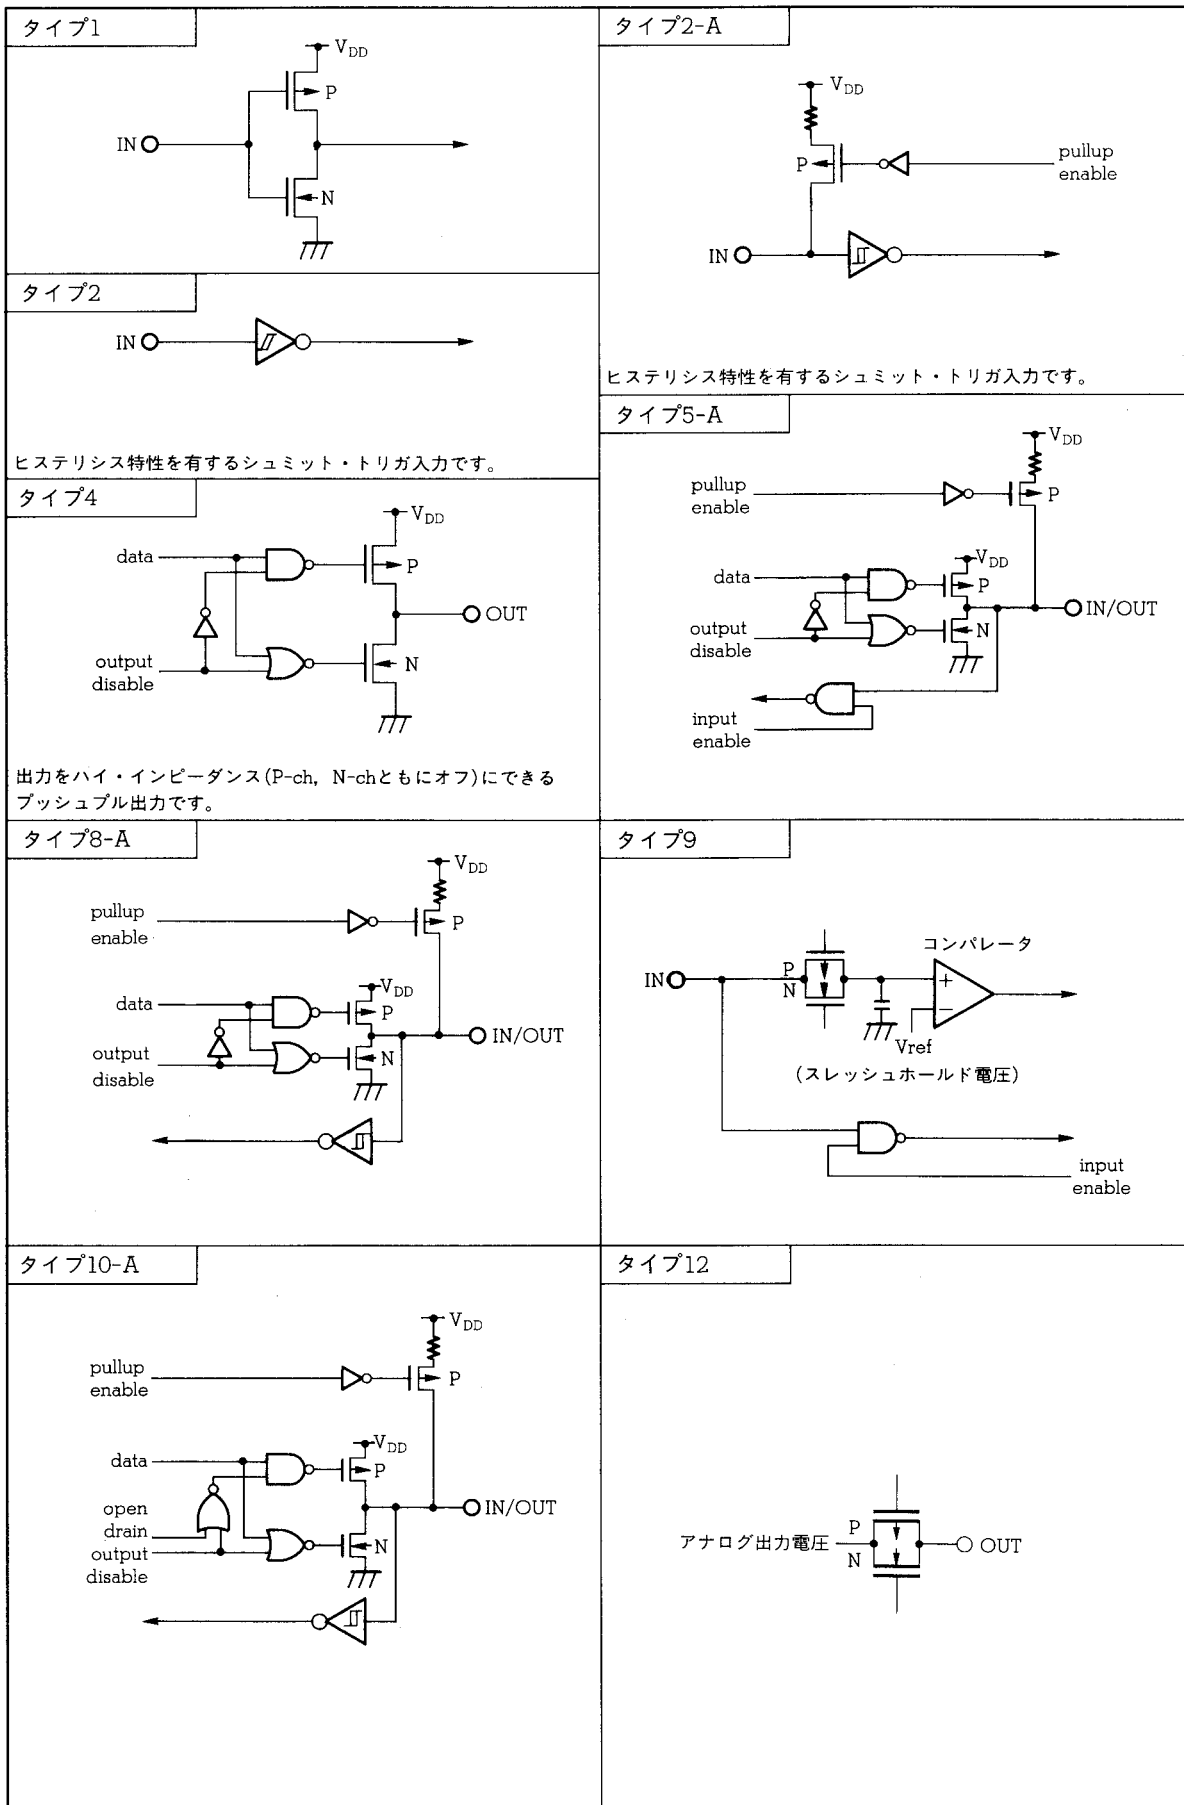 タイプ1
VDD
P
IN
N
タイプ2-A
VDD
P
pullup
enable
IN
ヒステリシス特性を有するシュミット・トリガ入力です。
タイプ2
IN
ヒステリシス特性を有するシュミット・トリガ入力です。
タイプ5-A
VDD
pullup
enable
P
VDD
data
P
IN/OUT
output
disable
N
input
enable
タイプ4
VDD
data
P
OUT
output
disable
N
出力をハイ・インピーダンス(P-ch, N-chともにオフ)にできる
プッシュプル出力です。
タイプ8-A
VDD
pullup
enable
P
VDD
data
P
IN/OUT
output
disable
N
タイプ9
コンパレータ
IN
P
N
+
−
Vref
(スレッシュホールド電圧)
input
enable
タイプ10-A
VDD
pullup
enable
P
VDD
data
P
open
drain
IN/OUT
output
disable
N
タイプ12
P
アナログ出力電圧
N
OUT